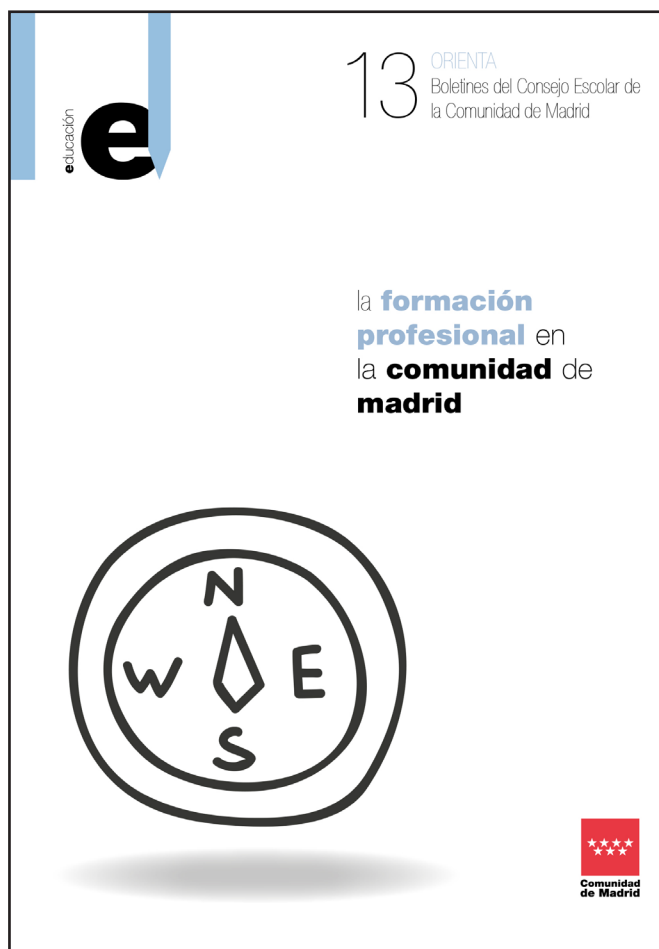 educación
e
13
ORIENTA
Boletines del Consejo Escolar de
la Comunidad de Madrid
la formación
profesional en
la comunidad de
madrid
N
W E
S
Comunidad
de Madrid